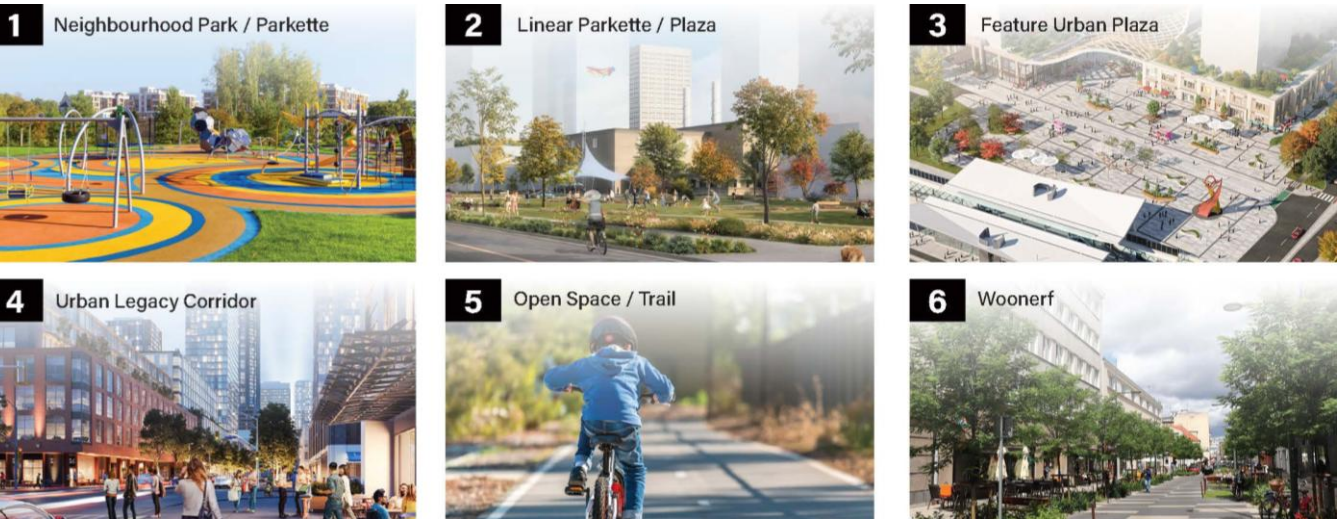 1 Neighbourhood Park / Parkette
2 Linear Parkette / Plaza
3 Feature Urban Plaza
4 Urban Legacy Corridor
5 Open Space / Trail
6 Woonerf